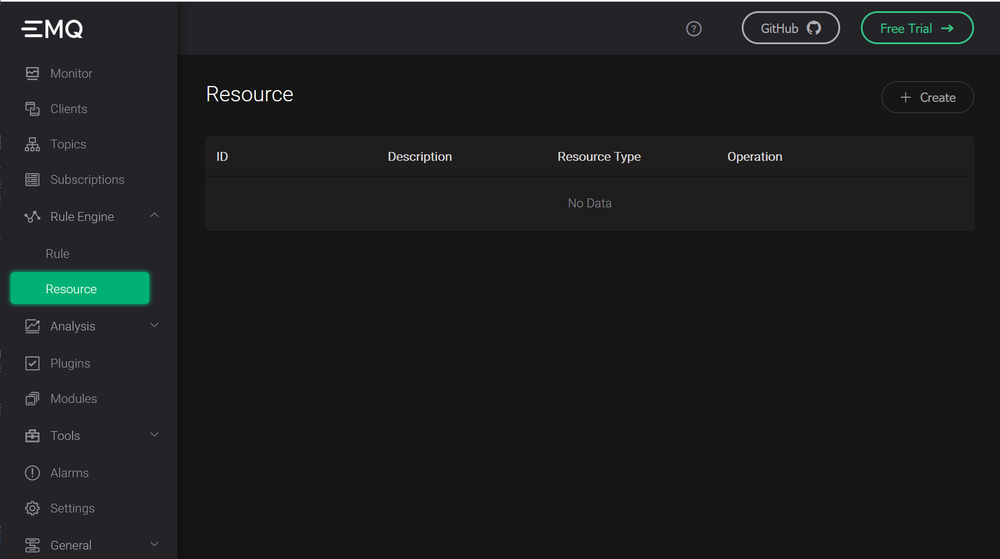 EMQ
GitHub
Free Trial
Monitor
Clients
Topics
Subscriptions
Rule Engine
Rule
Resource
Analysis
Plugins
Modules
Tools
Alarms
Settings
General
Resource
Create
ID Description Resource Type Operation
No Data